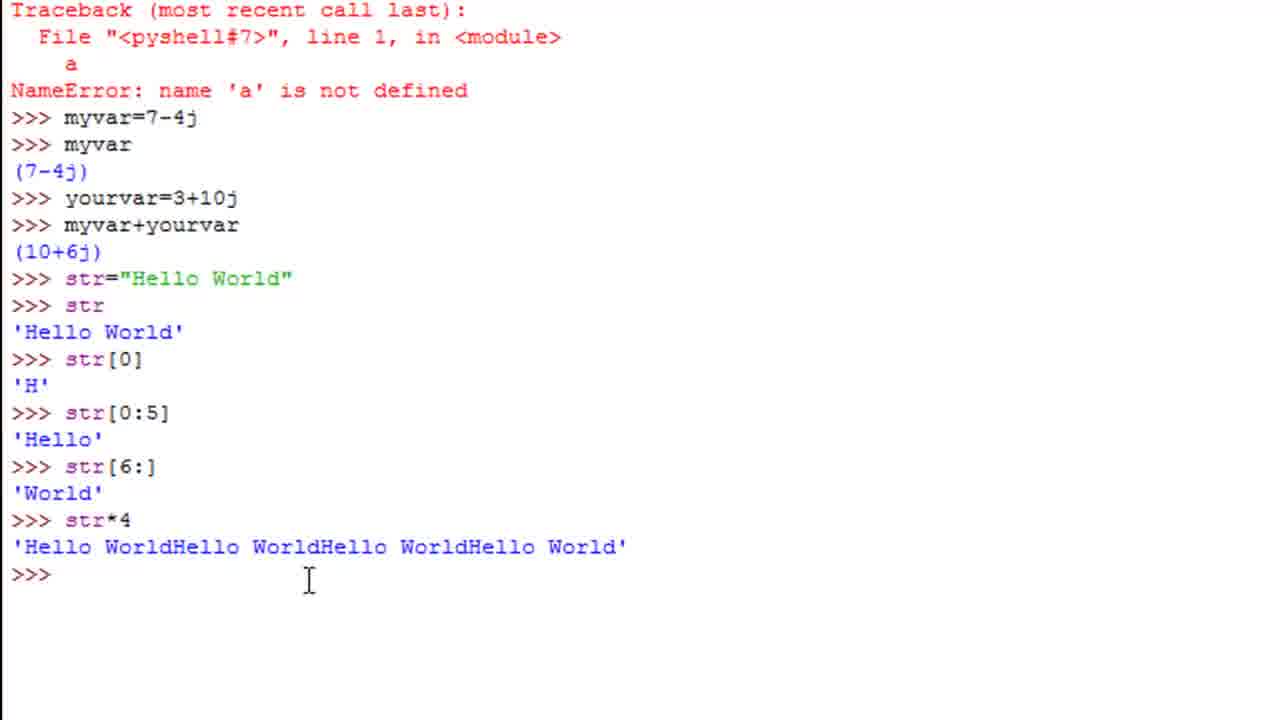 Traceback (most recent call last):
  File "<pyshell#7>", line 1, in <module>
    a
NameError: name 'a' is not defined
>>> myvar=7-4j
>>> myvar
(7-4j)
>>> yourvar=3+10j
>>> myvar+yourvar
(10+6j)
>>> str="Hello World"
>>> str
'Hello World'
>>> str[0]
'H'
>>> str[0:5]
'Hello'
>>> str[6:]
'World'
>>> str*4
'Hello WorldHello WorldHello WorldHello World'
>>>